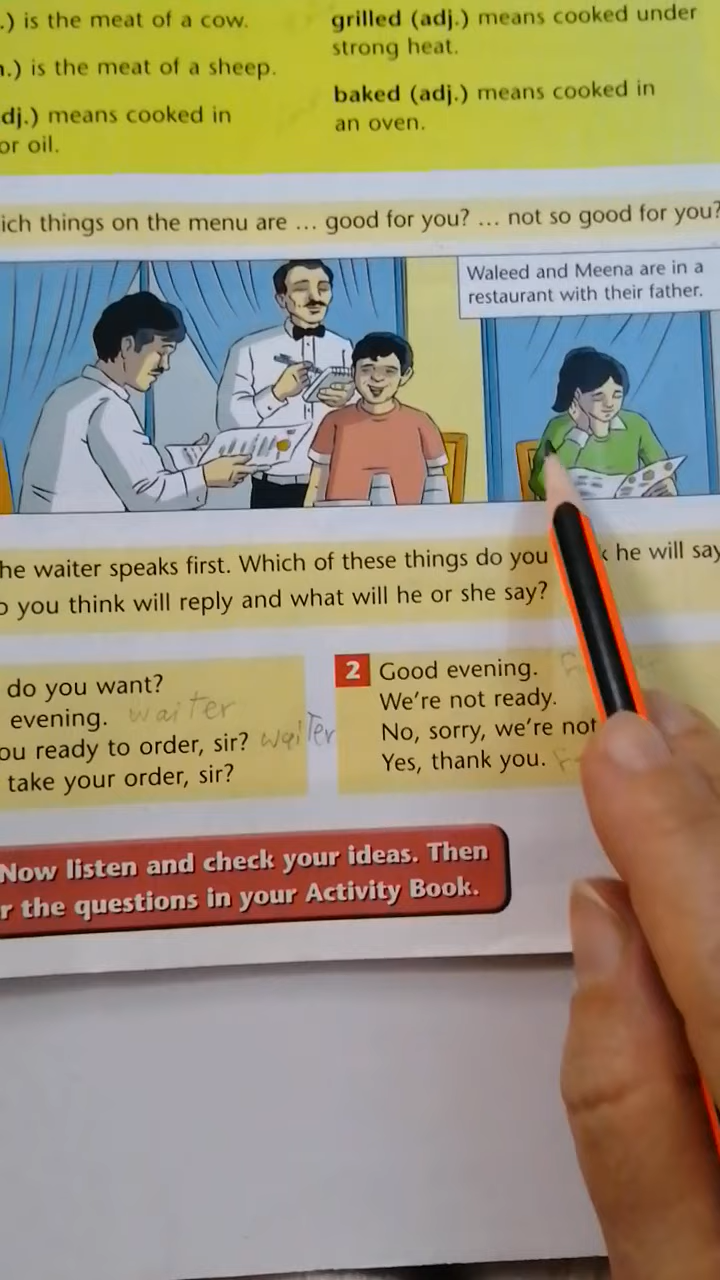 .) is the meat of a cow.
n.) is the meat of a sheep.
dj.) means cooked in
or oil.
grilled (adj.) means cooked under
strong heat.
baked (adj.) means cooked in
an oven.
ich things on the menu are ... good for you? ... not so good for you?
Waleed and Meena are in a
restaurant with their father.
he waiter speaks first. Which of these things do you k he will say
o you think will reply and what will he or she say?
do you want?
evening. waiter
ou ready to order, sir? waiTer
take your order, sir?
2 Good evening.
We're not ready.
No, sorry, we're not
Yes, thank you.
Now listen and check your ideas. Then
r the questions in your Activity Book.